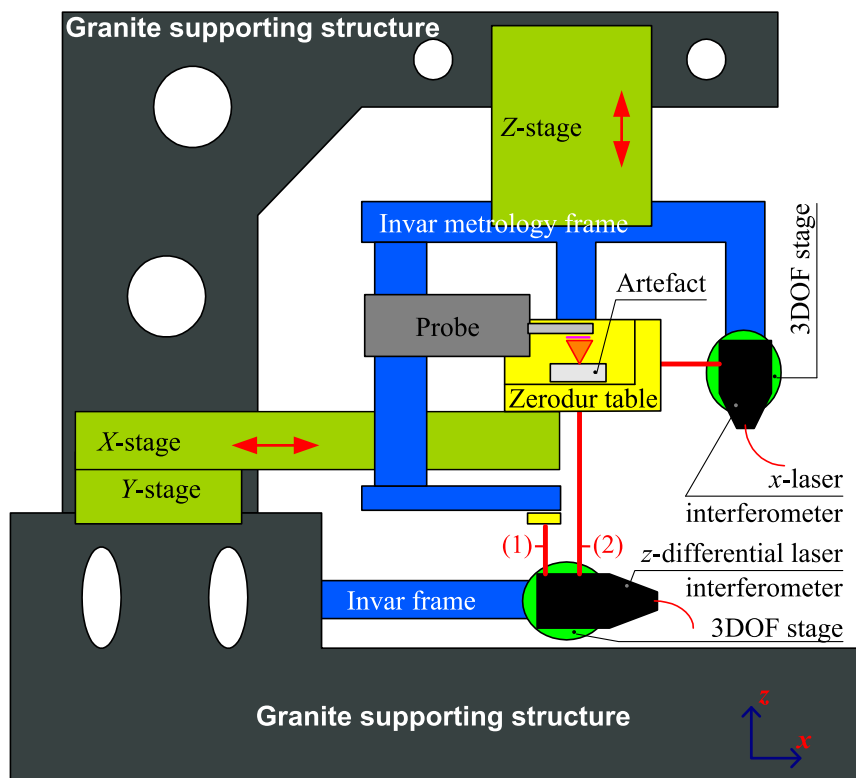 Granite supporting structure
Z-stage
Invar metrology frame
3DOF stage
Artefact
Probe
Zerodur table
X-stage
Y-stage
x-laser
interferometer
(1)
(2)
z-differential laser
interferometer
Invar frame
3DOF stage
Granite supporting structure
z
x